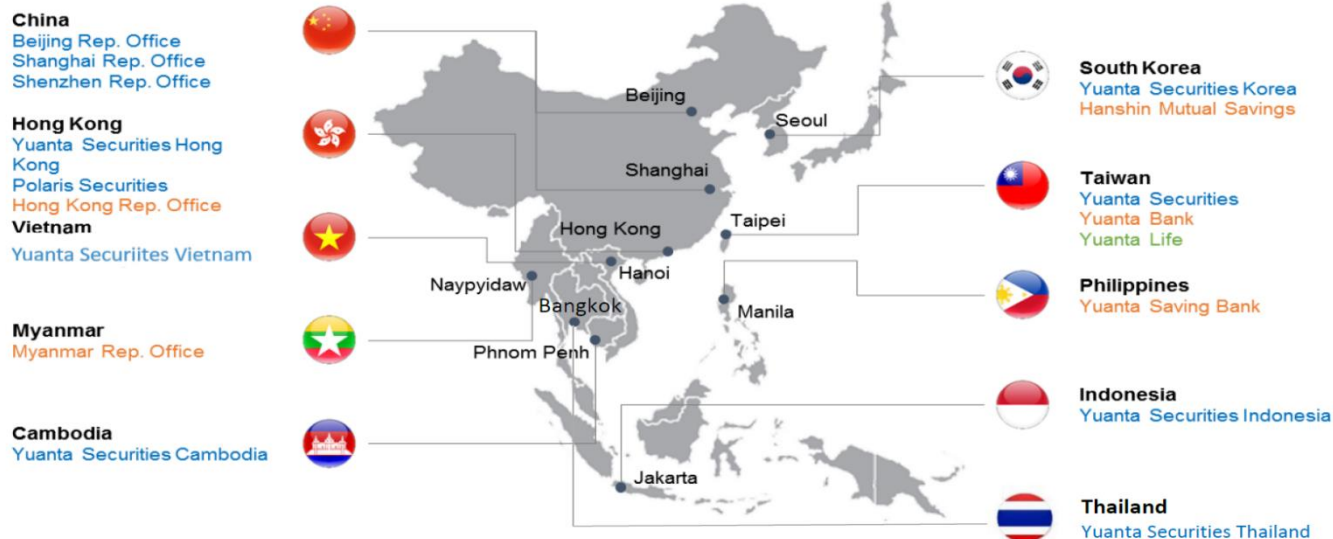 China
Beijing Rep. Office
Shanghai Rep. Office
Shenzhen Rep. Office
Hong Kong
Yuanta Securities Hong
Kong
Polaris Securities
Hong Kong Rep. Office
Vietnam
Yuanta Securiites Vietnam
Myanmar
Myanmar Rep. Office
Cambodia
Yuanta Securities Cambodia
Beijing
Seoul
Shanghai
Taipei
Hong Kong
Hanoi
Naypyidaw
Bangkok
Manila
Phnom Penh
Jakarta
South Korea
Yuanta Securities Korea
Hanshin Mutual Savings
Taiwan
Yuanta Securities
Yuanta Bank
Yuanta Life
Philippines
Yuanta Saving Bank
Indonesia
Yuanta Securities Indonesia
Thailand
Yuanta Securities Thailand